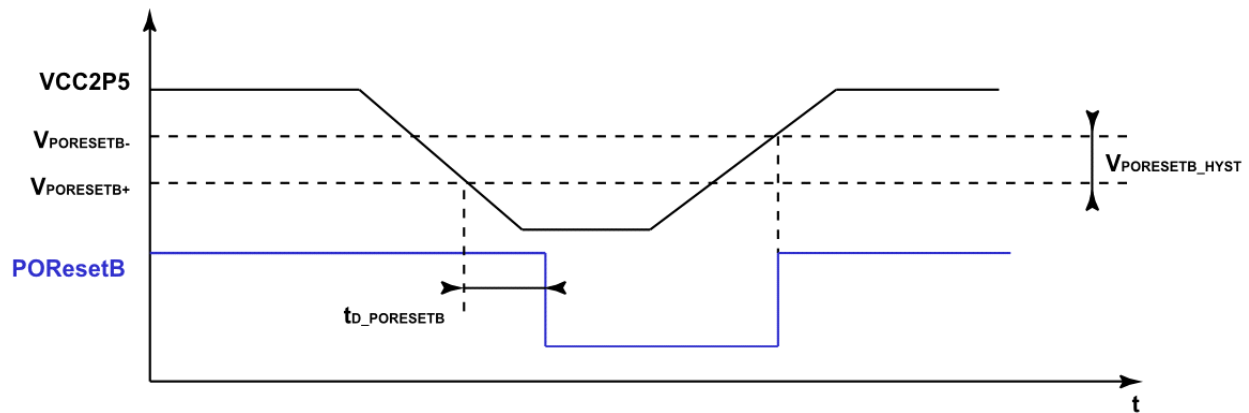 VCC2P5
VPORESETB-
VPORESETB+
VPORESETB_HYST
POResetB
tD_PORESETB
t